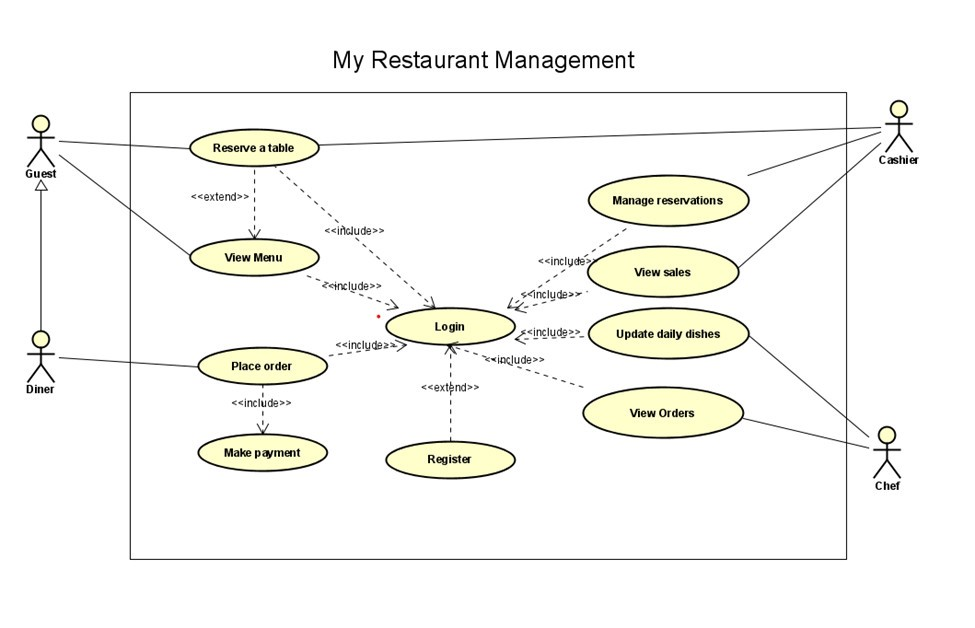 My Restaurant Management
Guest
Reserve a table
Cashier
<<extend>>
Manage reservations
<<include>>
View Menu
<<include>>
View sales
<<include>>
<<include>>
Login
<<include>>
Update daily dishes
Diner
Place order
<<include>>
<<include>>
<<include>>
<<extend>>
View Orders
Make payment
Register
Chef